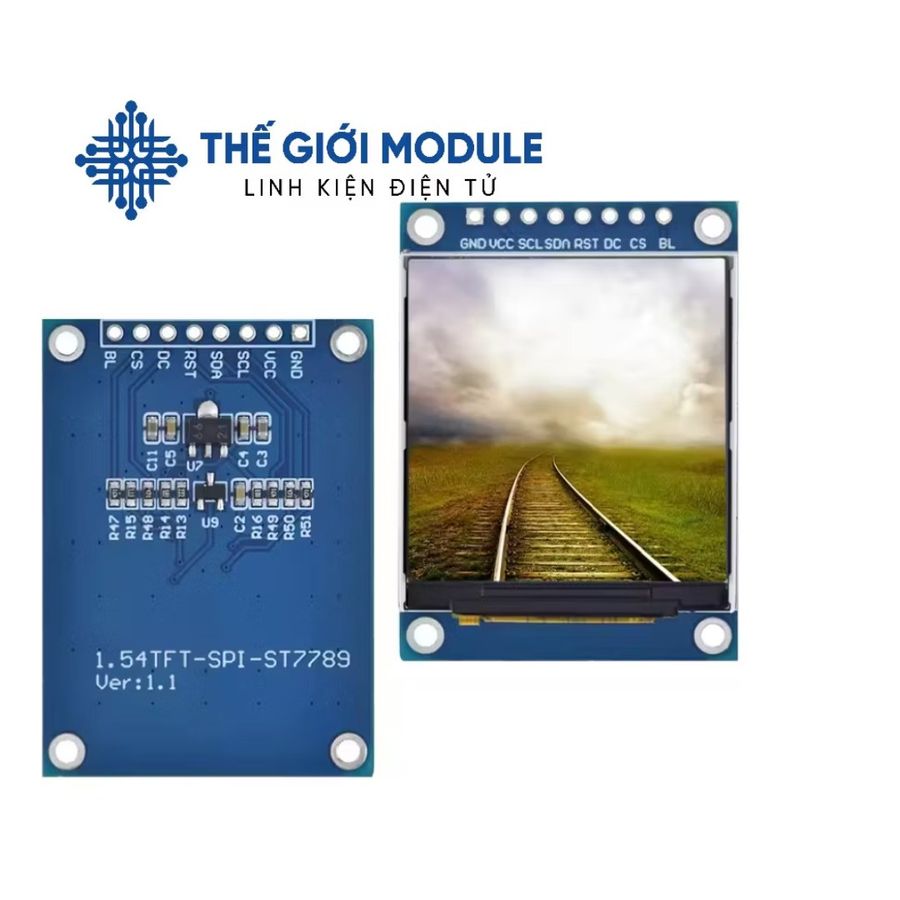 THẾ GIỚI MODULE
LINH KIỆN ĐIỆN TỬ
GND VCC SCL SDA RST DC CS BL
BL CS DC RST SDA SCL VCC GND
C11 C5 U7 C4 C3
R47 R15 R48 R14 R13 U9 C2 R16 R49 R50 R51
1.54TFT-SPI-ST7789
Ver:1.1